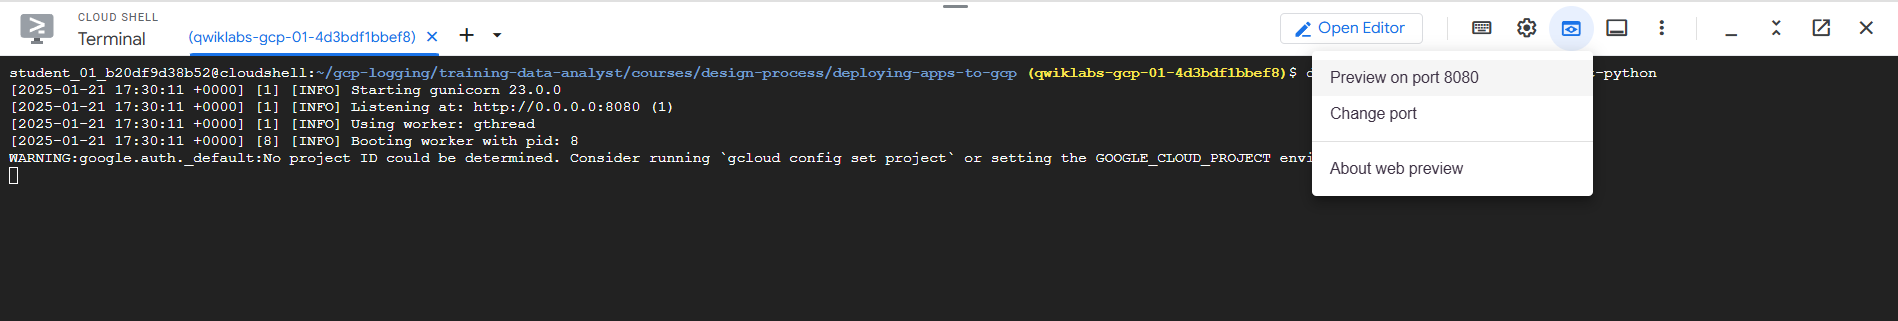 CLOUD SHELL
Terminal
(qwiklabs-gcp-01-4d3bdf1bbef8)
Open Editor
student_01_b20df9d38b52@cloudshell:~/gcp-logging/training-data-analyst/courses/design-process/deploying-apps-to-gcp (qwiklabs-gcp-01-4d3bdf1bbef8)$ -python
[2025-01-21 17:30:11 +0000] [1] [INFO] Starting gunicorn 23.0.0
[2025-01-21 17:30:11 +0000] [1] [INFO] Listening at: http://0.0.0.0:8080 (1)
[2025-01-21 17:30:11 +0000] [1] [INFO] Using worker: gthread
[2025-01-21 17:30:11 +0000] [8] [INFO] Booting worker with pid: 8
WARNING:google.auth._default:No project ID could be determined. Consider running `gcloud config set project` or setting the GOOGLE_CLOUD_PROJECT envi
Preview on port 8080
Change port
About web preview